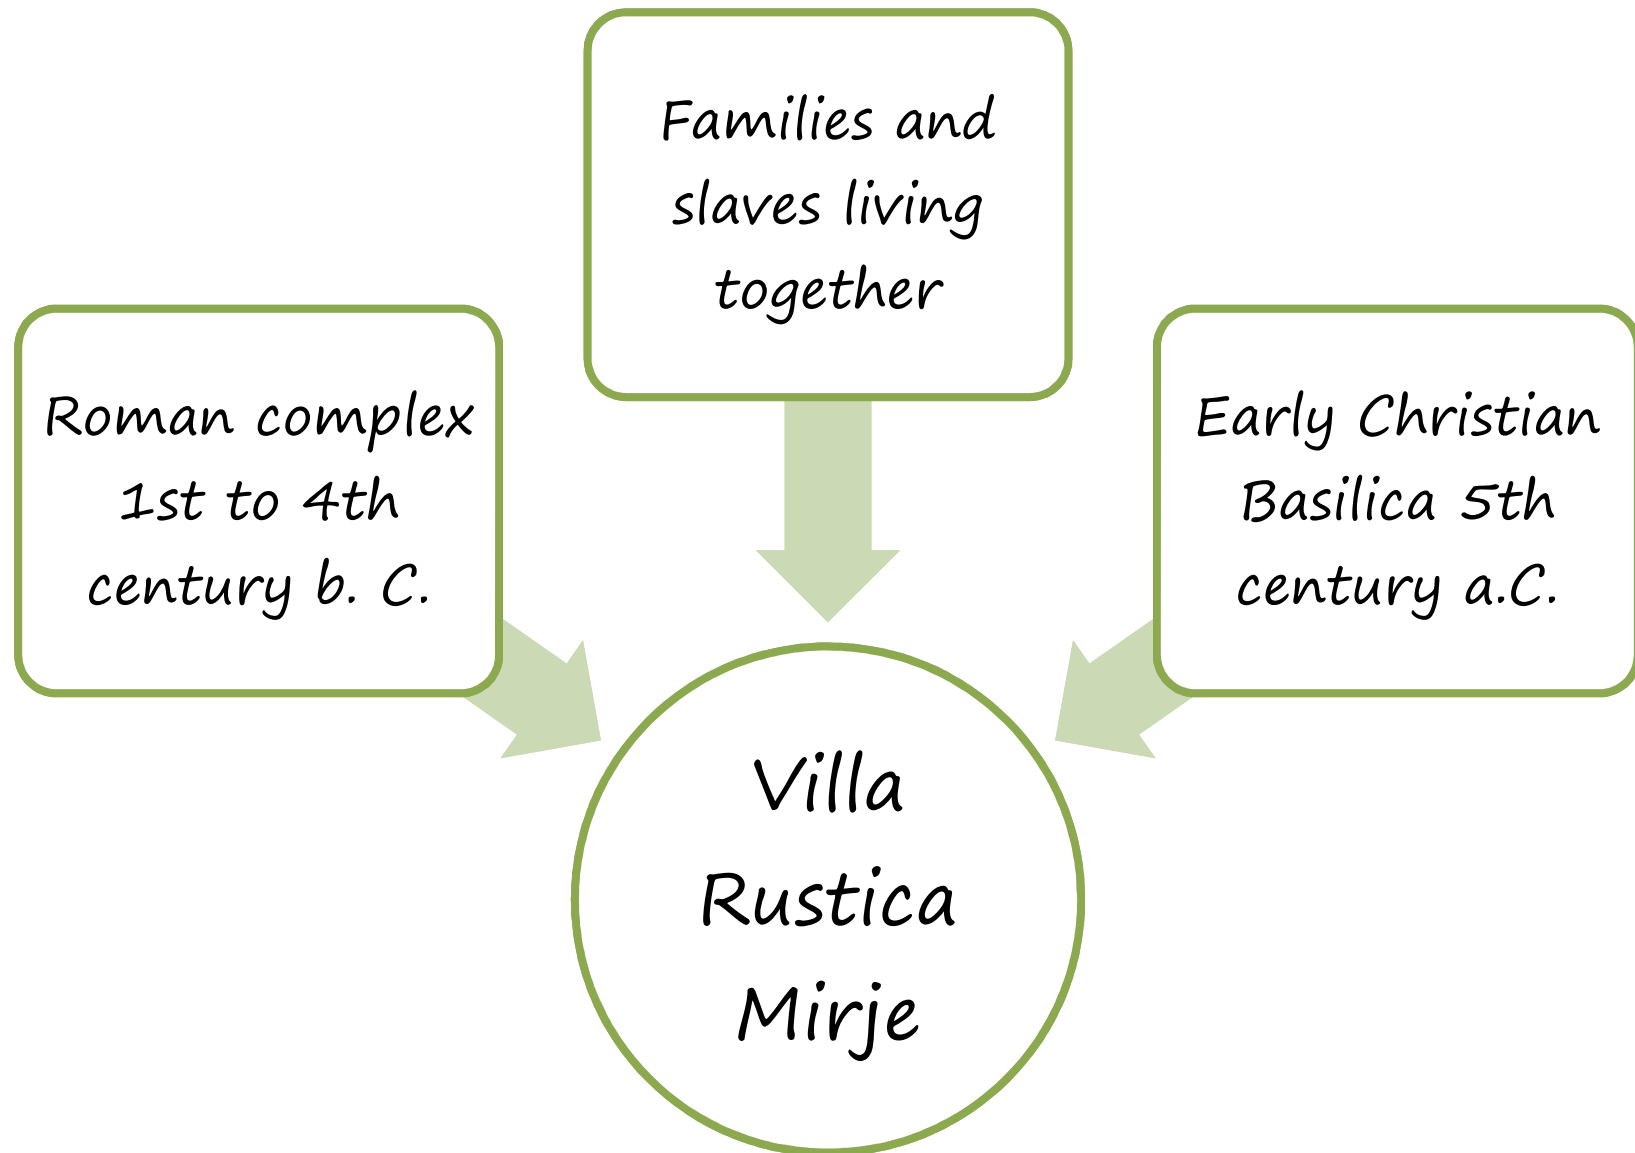 Families and
slaves living
together
Roman complex
1st to 4th
century b. C.
Early Christian
Basilica 5th
century a.C.
Villa
Rustica
Mirje